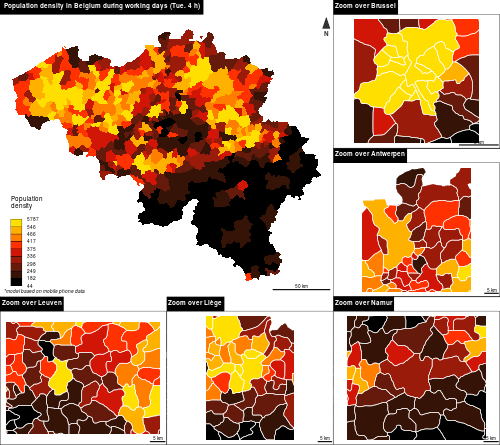 Population density in Belgium during working days (Tue. 4 h)
N
Population
density
5787
546
466
417
375
336
298
249
182
44
*model based on mobile phone data
50 km
Zoom over Brussel
Zoom over Antwerpen
5 km
Zoom over Leuven
5 km
Zoom over Liège
5 km
Zoom over Namur
5 km